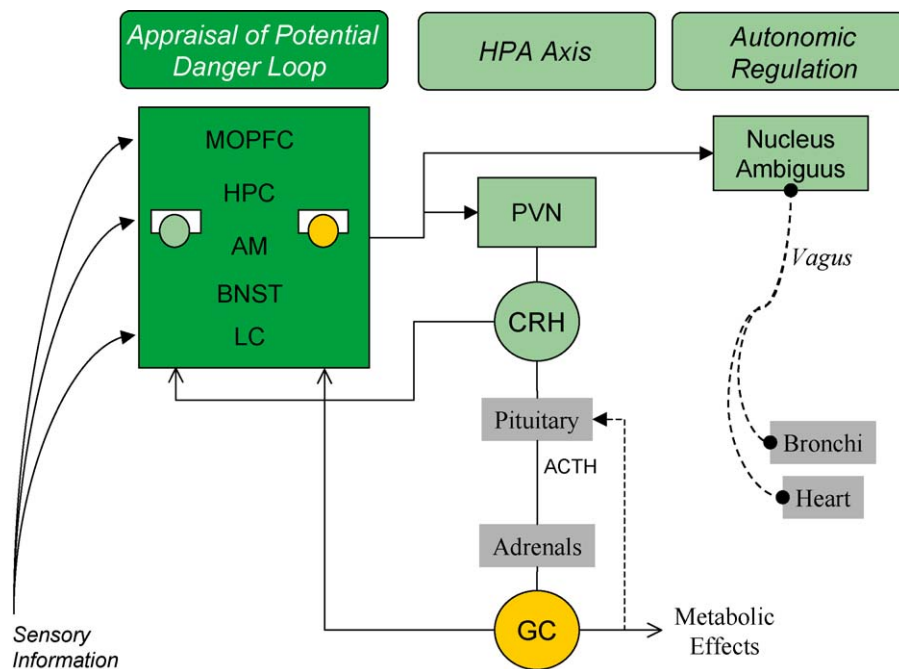 Appraisal of Potential
Danger Loop
HPA Axis
Autonomic
Regulation
MOPFC
HPC
AM
BNST
LC
PVN
CRH
Pituitary
ACTH
Adrenals
GC
Metabolic
Effects
Nucleus
Ambiguus
Vagus
Bronchi
Heart
Sensory
Information